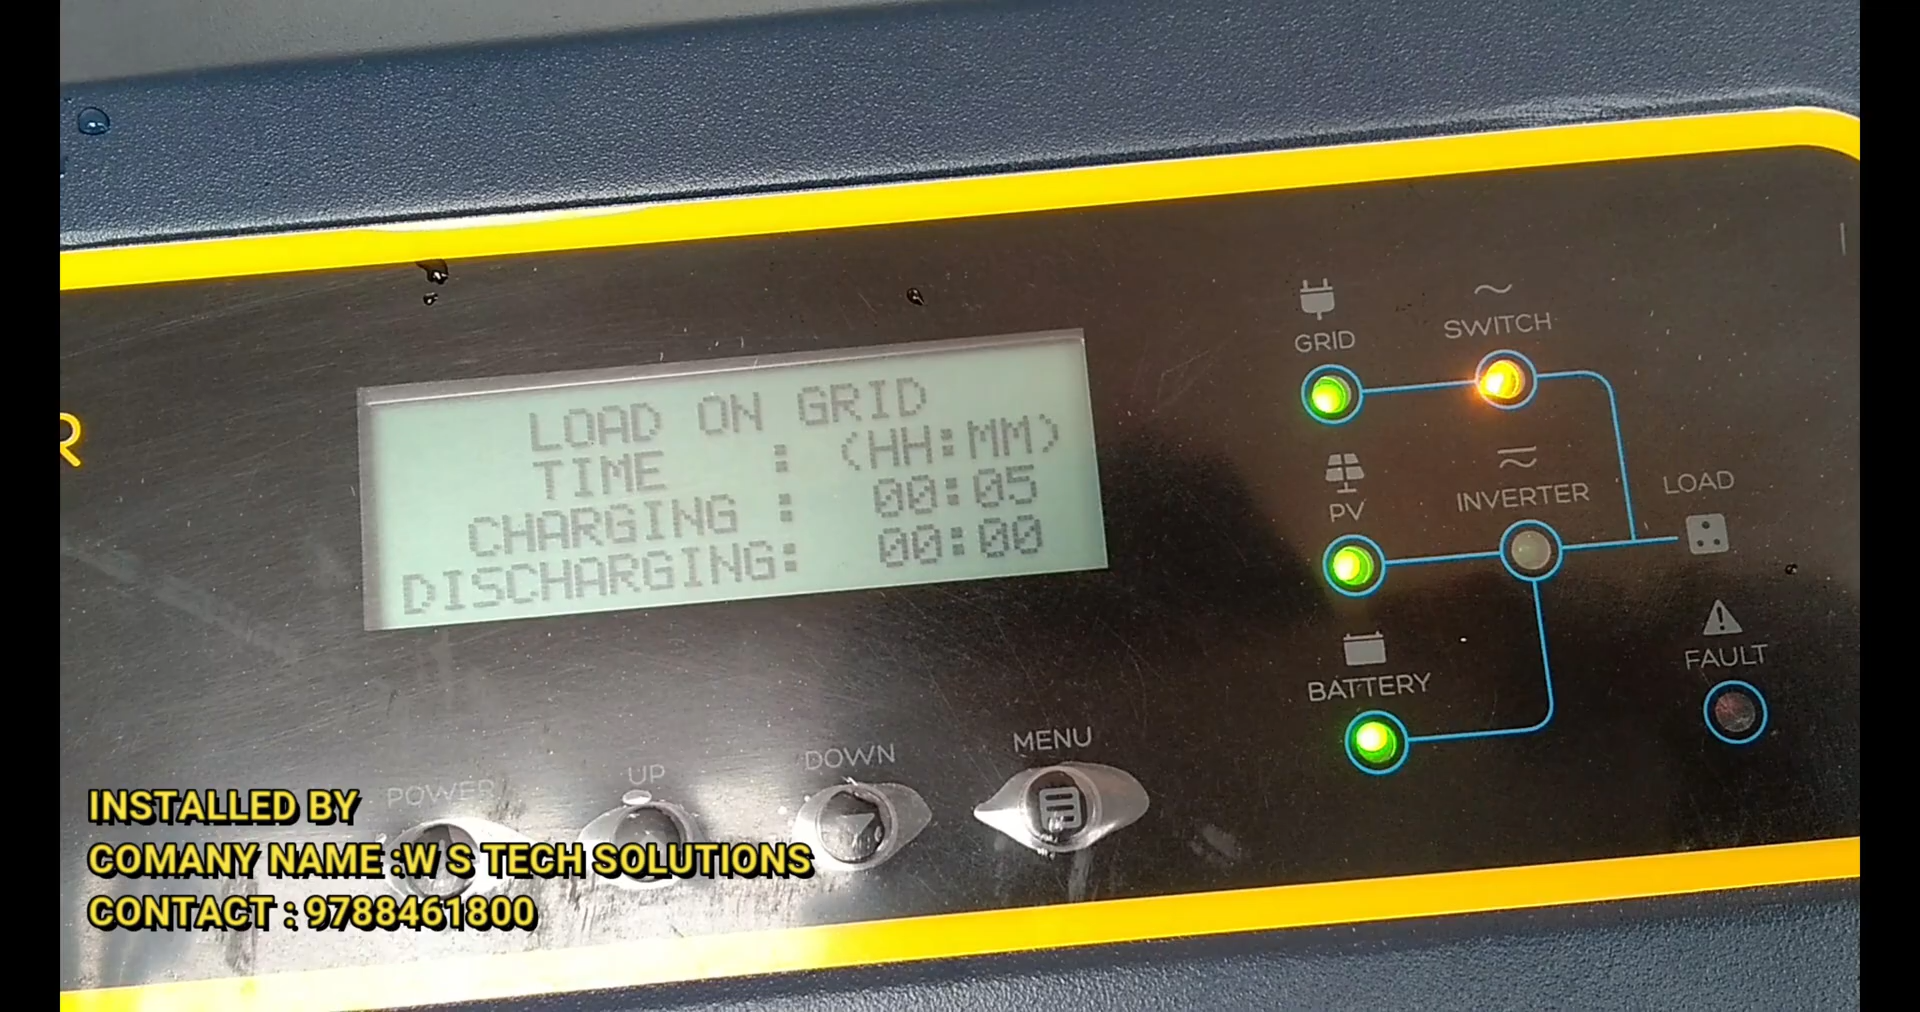 R
LOAD ON GRID
TIME : (HH:MM)
CHARGING : 00:05
DISCHARGING: 00:00
GRID
SWITCH
PV
INVERTER
LOAD
BATTERY
FAULT
POWER
UP
DOWN
MENU
INSTALLED BY
COMANY NAME :W S TECH SOLUTIONS
CONTACT : 9788461800